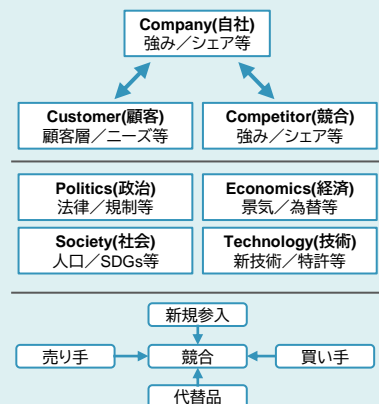 Company(自社)
強み／シェア等
Customer(顧客)
顧客層／ニーズ等
Competitor(競合)
強み／シェア等
Politics(政治)
法律／規制等
Economics(経済)
景気／為替等
Society(社会)
人口／SDGs等
Technology(技術)
新技術／特許等
新規参入
売り手
競合
買い手
代替品